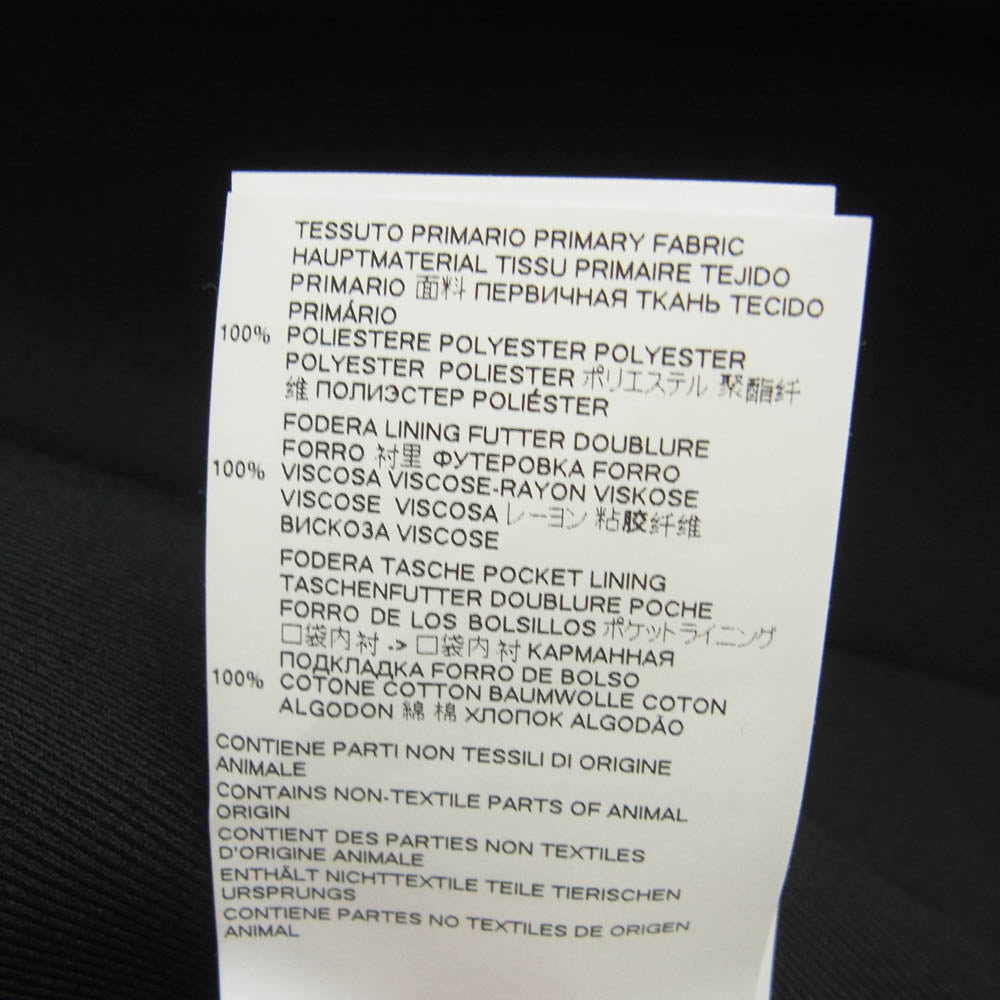 TESSUTO PRIMARIO PRIMARY FABRIC
HAUPTMATERIAL TISSU PRIMAIRE TEJIDO
PRIMARIO 面料 ПЕРВИЧНАЯ ТКАНЬ TECIDO
PRIMÁRIO
100% POLIESTERE POLYESTER POLYESTER
POLYESTER POLIESTER ポリエステル 聚酯纤
维 ПОЛИЭСТЕР POLIÉSTER
FODERA LINING FUTTER DOUBLURE
FORRO 衬里 ФУТЕРОВКА FORRO
100% VISCOSA VISCOSE-RAYON VISKOSE
VISCOSE VISCOSA レーヨン 粘胶纤维
ВИСКОЗА VISCOSE
FODERA TASCHE POCKET LINING
TASCHENFUTTER DOUBLURE POCHE
FORRO DE LOS BOLSILLOS ポケットライニング
口袋内衬 -> 口袋内衬 КАРМАННАЯ
ПОДКЛАДКА FORRO DE BOLSO
100% COTONE COTTON BAUMWOLLE COTON
ALGODON 綿 棉 ХЛОПОК ALGODÃO
CONTIENE PARTI NON TESSILI DI ORIGINE
ANIMALE
CONTAINS NON-TEXTILE PARTS OF ANIMAL
ORIGIN
CONTIENT DES PARTIES NON TEXTILES
D'ORIGINE ANIMALE
ENTHÄLT NICHTTEXTILE TEILE TIERISCHEN
URSPRUNGS
CONTIENE PARTES NO TEXTILES DE ORIGEN
ANIMAL